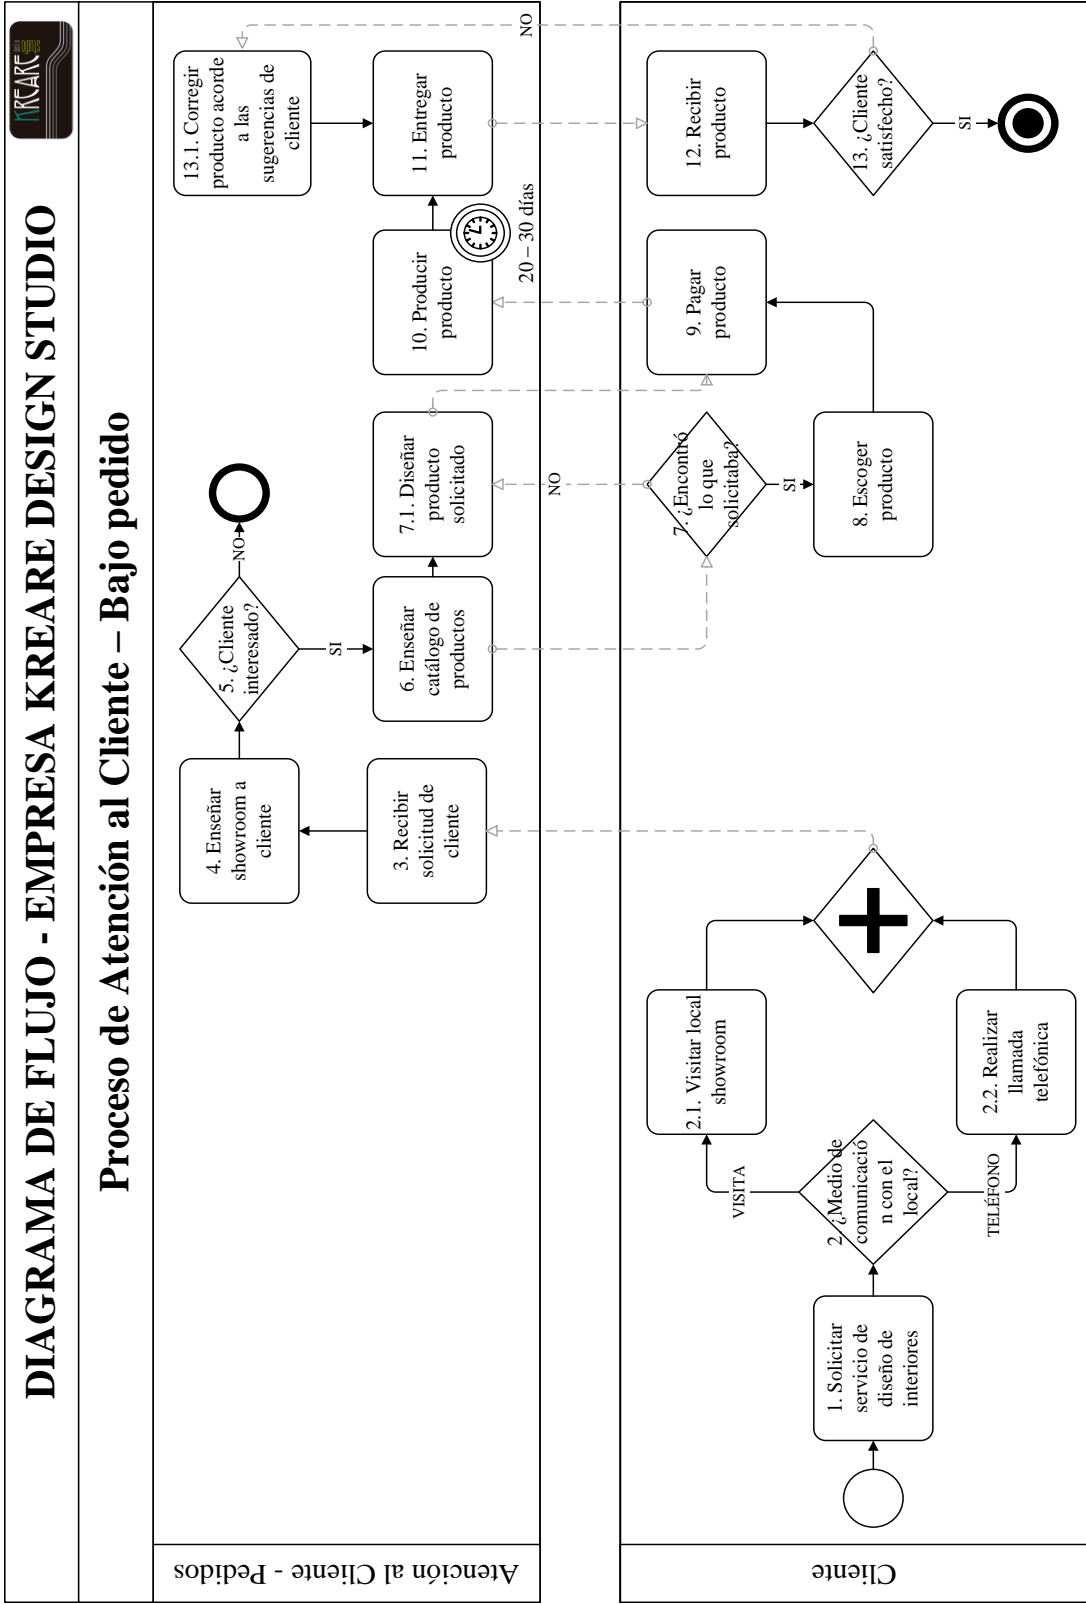 DIAGRAMA DE FLUJO - EMPRESA KREARE DESIGN STUDIO
KREARE
Studio
Proceso de Atención al Cliente – Bajo pedido
Atención al Cliente - Pedidos
3. Recibir
solicitud de
cliente
4. Enseñar
showroom a
cliente
5. ¿Cliente
interesado?
NO
SI
6. Enseñar
catálogo de
productos
7.1. Diseñar
producto
solicitado
10. Producir
producto
20 – 30 días
11. Entregar
producto
13.1. Corregir
producto acorde
a las
sugerencias de
cliente
NO
NO
Cliente
1. Solicitar
servicio de
diseño de
interiores
2. ¿Medio de
comunicació
n con el
local?
VISITA
TELÉFONO
2.1. Visitar local
showroom
2.2. Realizar
llamada
telefónica
7. ¿Encontró
lo que
solicitaba?
SI
8. Escoger
producto
9. Pagar
producto
12. Recibir
producto
13. ¿Cliente
satisfecho?
SI